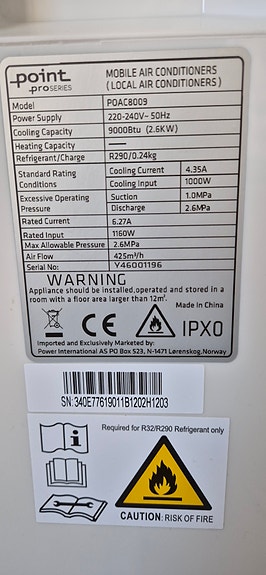 point
.pro SERIES
MOBILE AIR CONDITIONERS
(LOCAL AIR CONDITIONERS)
Model POAC8009
Power Supply 220-240V~ 50Hz
Cooling Capacity 9000Btu (2.6KW)
Heating Capacity ——
Refrigerant/Charge R290/0.24kg
Standard Rating Conditions Cooling Current 4.35A
Cooling Input 1000W
Excessive Operating Pressure Suction 1.0MPa
Discharge 2.6MPa
Rated Current 6.27A
Rated Input 1160W
Max Allowable Pressure 2.6MPa
Air Flow 425m³/h
Serial No: Y46001196
WARNING
Appliance should be installed,operated and stored in a
room with a floor area larger than 12m².
Made in China
CE IPX0
Imported and Marketed by:
Power International AS PO Box 523, N-1471 Lørenskog,Norway
SN:340E77619011B1202H1203
Required for R32/R290 Refrigerant only
CAUTION: RISK OF FIRE